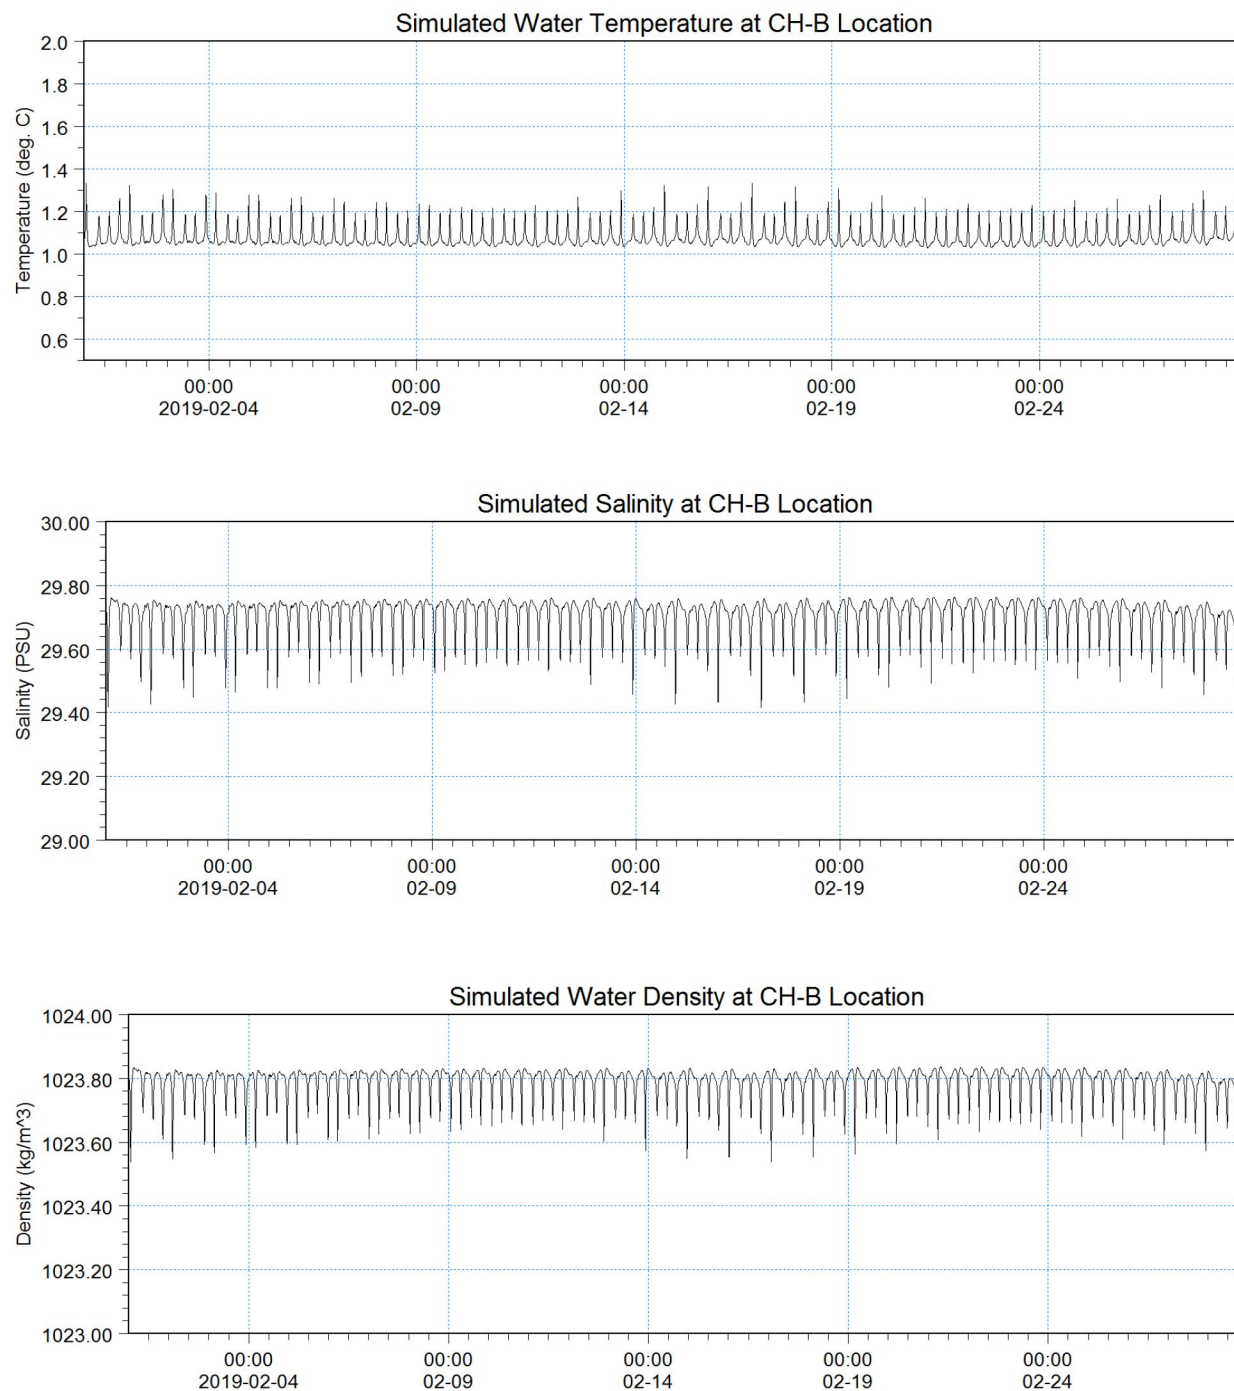 Simulated Water Temperature at CH-B Location
Temperature (deg. C)
2.0
1.8
1.6
1.4
1.2
1.0
0.8
0.6
00:00 00:00 00:00 00:00 00:00
2019-02-04 02-09 02-14 02-19 02-24
Simulated Salinity at CH-B Location
Salinity (PSU)
30.00
29.80
29.60
29.40
29.20
29.00
00:00 00:00 00:00 00:00 00:00
2019-02-04 02-09 02-14 02-19 02-24
Simulated Water Density at CH-B Location
Density (kg/m^3)
1024.00
1023.80
1023.60
1023.40
1023.20
1023.00
00:00 00:00 00:00 00:00 00:00
2019-02-04 02-09 02-14 02-19 02-24